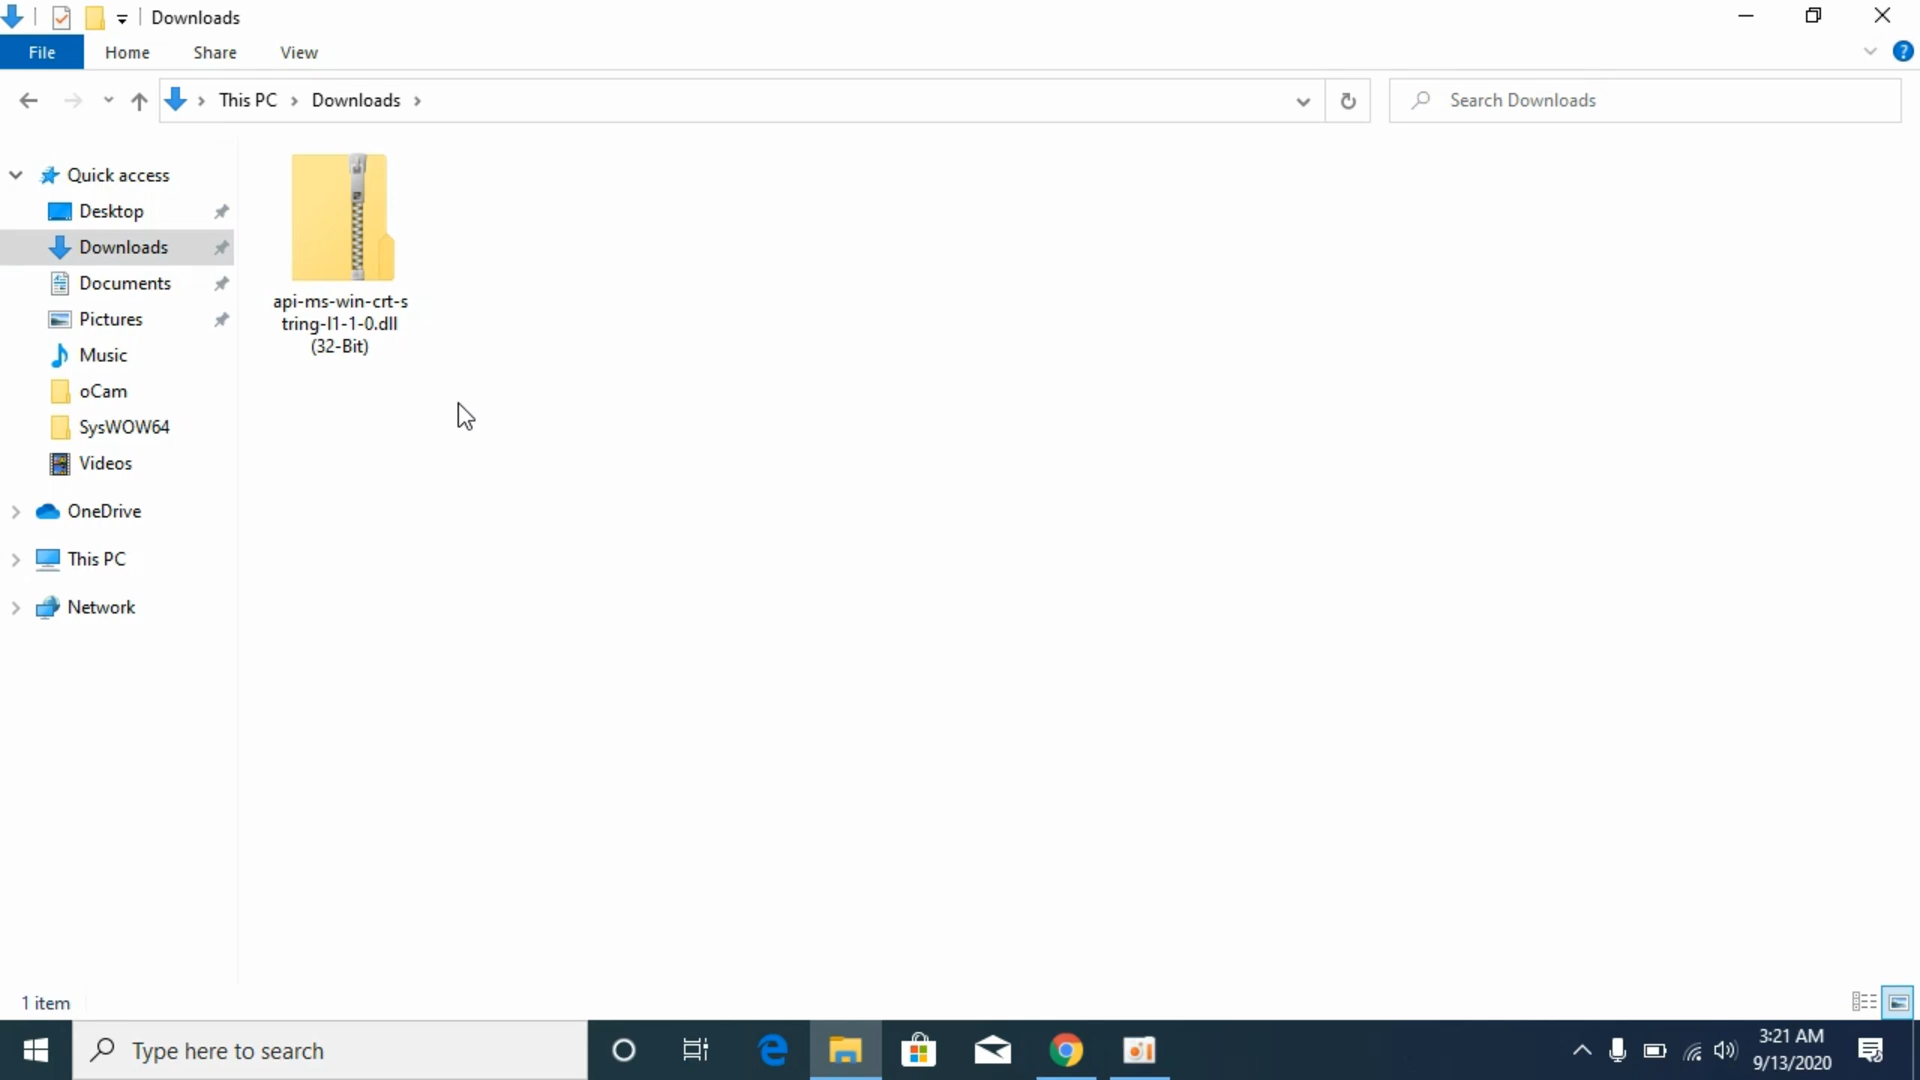 Downloads
File Home Share View
This PC Downloads
Search Downloads
Quick access
Desktop
Downloads
Documents
Pictures
Music
oCam
SysWOW64
Videos
OneDrive
This PC
Network
api-ms-win-crt-s
tring-l1-1-0.dll
(32-Bit)
1 item
Type here to search
3:21 AM
9/13/2020